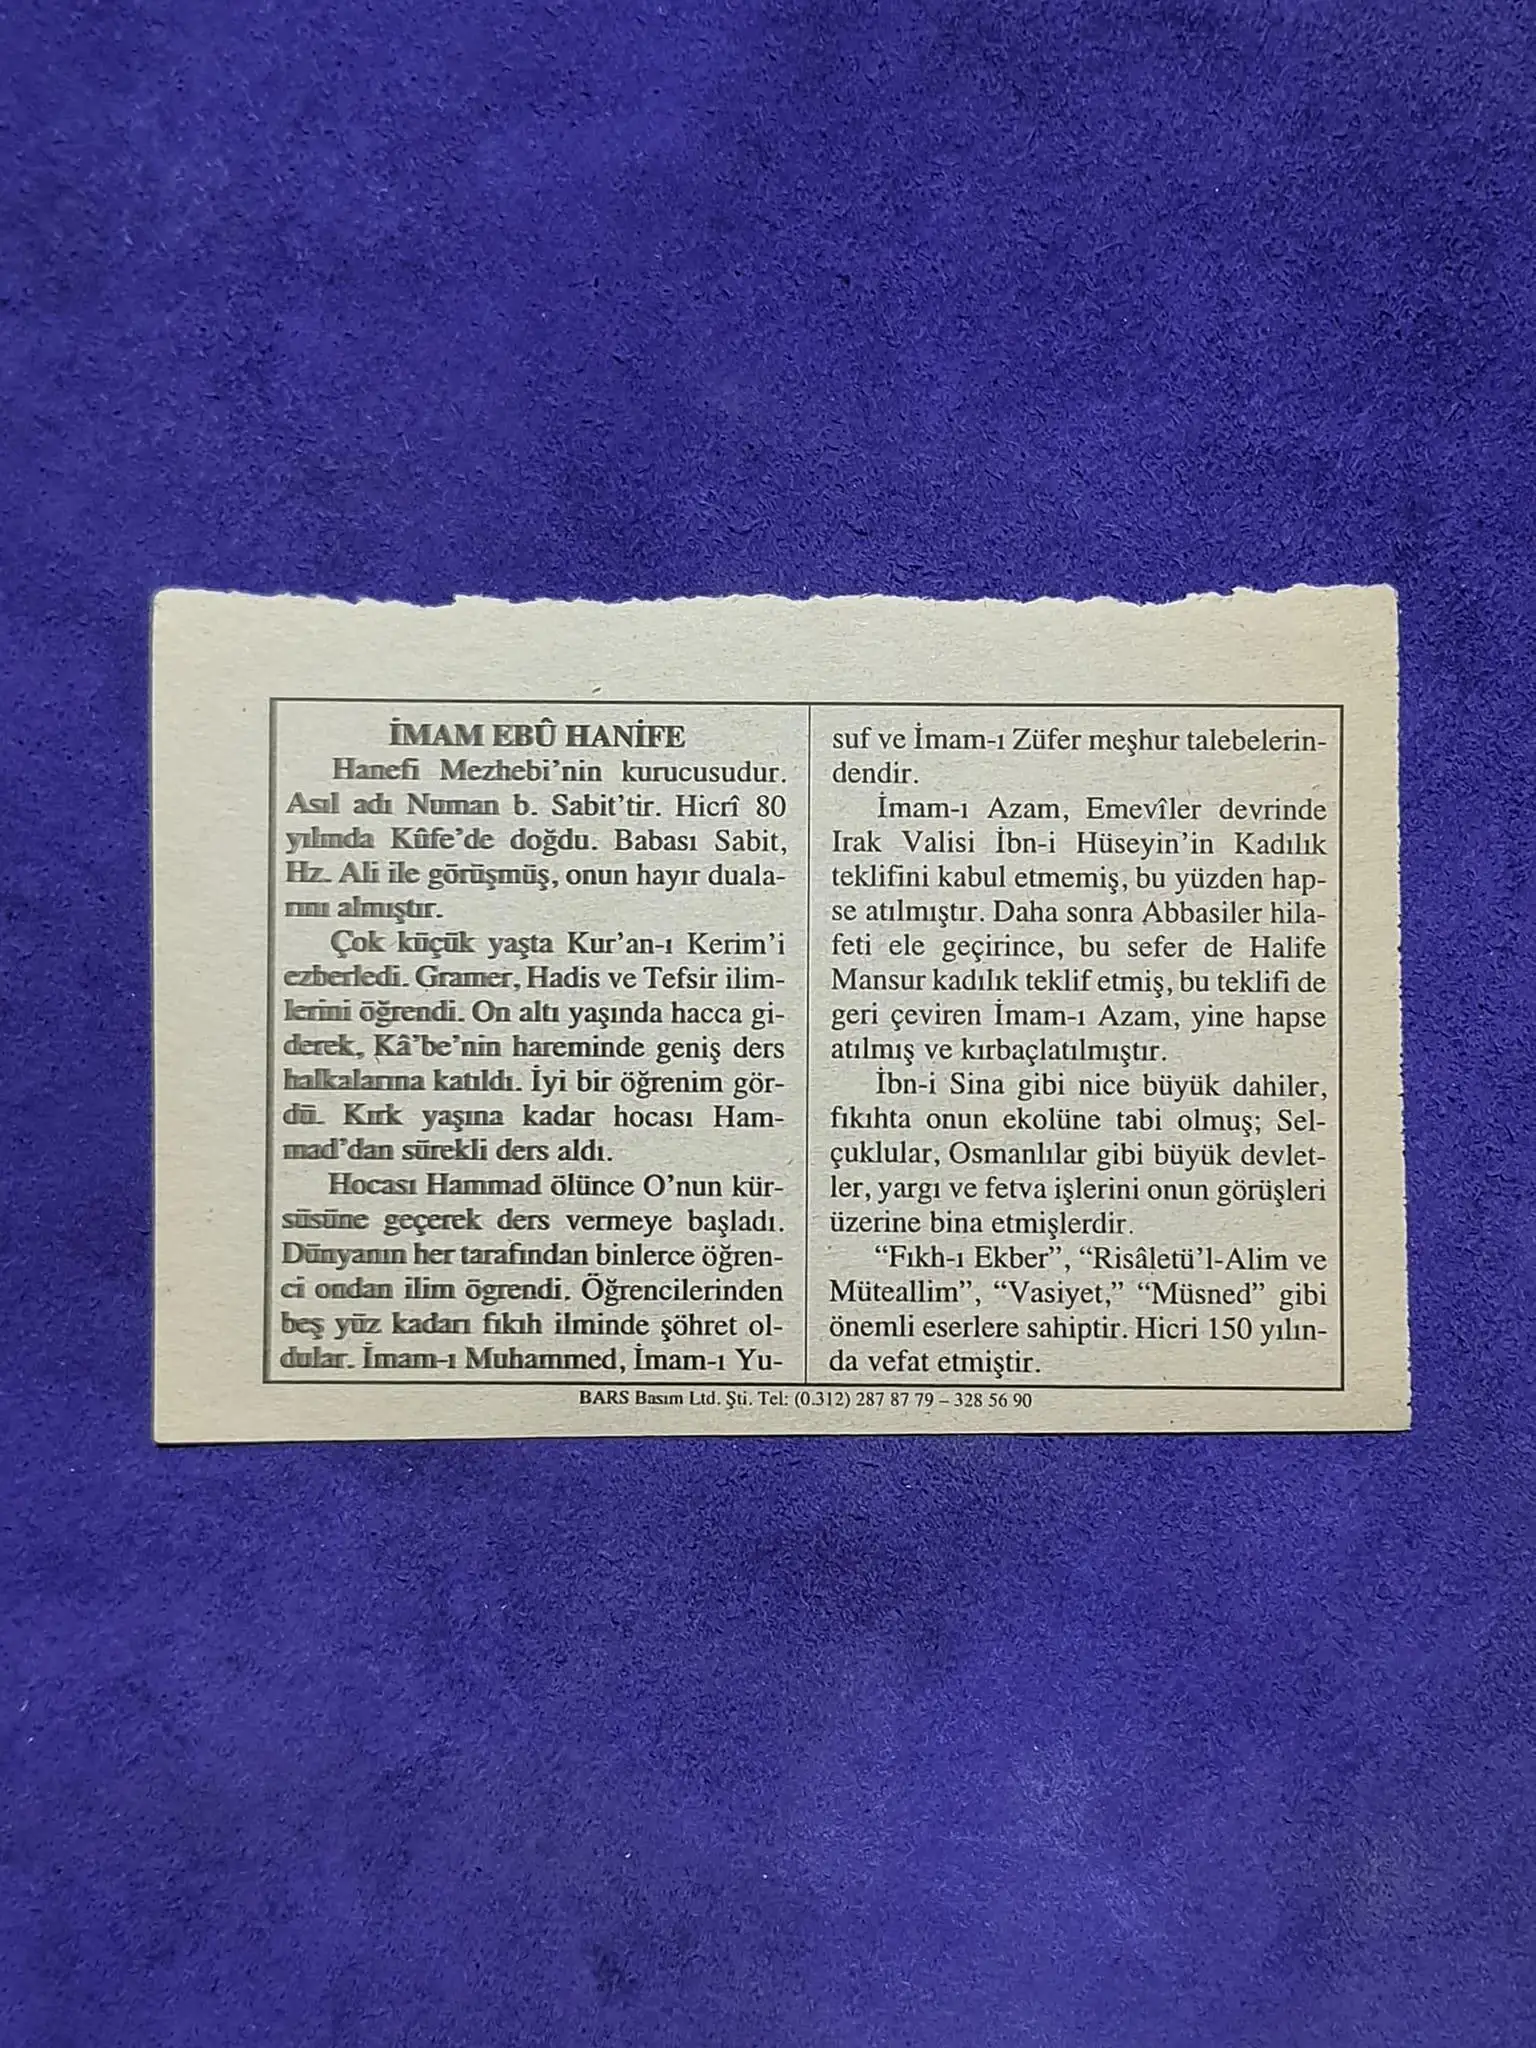 İMAM EBÛ HANİFE
Hanefi Mezhebi'nin kurucusudur.
Asıl adı Numan b. Sabit'tir. Hicrî 80
yılında Kûfe'de doğdu. Babası Sabit,
Hz. Ali ile görüşmüş, onun hayır duala-
rını almıştır.
Çok küçük yaşta Kur'an-ı Kerim'i
ezberledi. Gramer, Hadis ve Tefsir ilim-
lerini öğrendi. On altı yaşında hacca gi-
derek, Kâ'be'nin hareminde geniş ders
halkalarına katıldı. İyi bir öğrenim gör-
dü. Kırk yaşına kadar hocası Ham-
mad'dan sürekli ders aldı.
Hocası Hammad ölünce O'nun kür-
süsüne geçerek ders vermeye başladı.
Dünyanın her tarafından binlerce öğren-
ci ondan ilim ögrendi. Öğrencilerinden
beş yüz kadarı fıkıh ilminde şöhret ol-
dular. İmam-ı Muhammed, İmam-ı Yu-
suf ve İmam-ı Züfer meşhur talebelerin-
dendir.
İmam-ı Azam, Emevîler devrinde
Irak Valisi İbn-i Hüseyin'in Kadılık
teklifini kabul etmemiş, bu yüzden hap-
se atılmıştır. Daha sonra Abbasiler hila-
feti ele geçirince, bu sefer de Halife
Mansur kadılık teklif etmiş, bu teklifi de
geri çeviren İmam-ı Azam, yine hapse
atılmış ve kırbaçlatılmıştır.
İbn-i Sina gibi nice büyük dahiler,
fıkıhta onun ekolüne tabi olmuş; Sel-
çuklular, Osmanlılar gibi büyük devlet-
ler, yargı ve fetva işlerini onun görüşleri
üzerine bina etmişlerdir.
“Fıkh-ı Ekber”, “Risâletü'l-Alim ve
Müteallim”, “Vasiyet,” “Müsned” gibi
önemli eserlere sahiptir. Hicri 150 yılın-
da vefat etmiştir.
BARS Basım Ltd. Şti. Tel: (0.312) 287 87 79 – 328 56 90